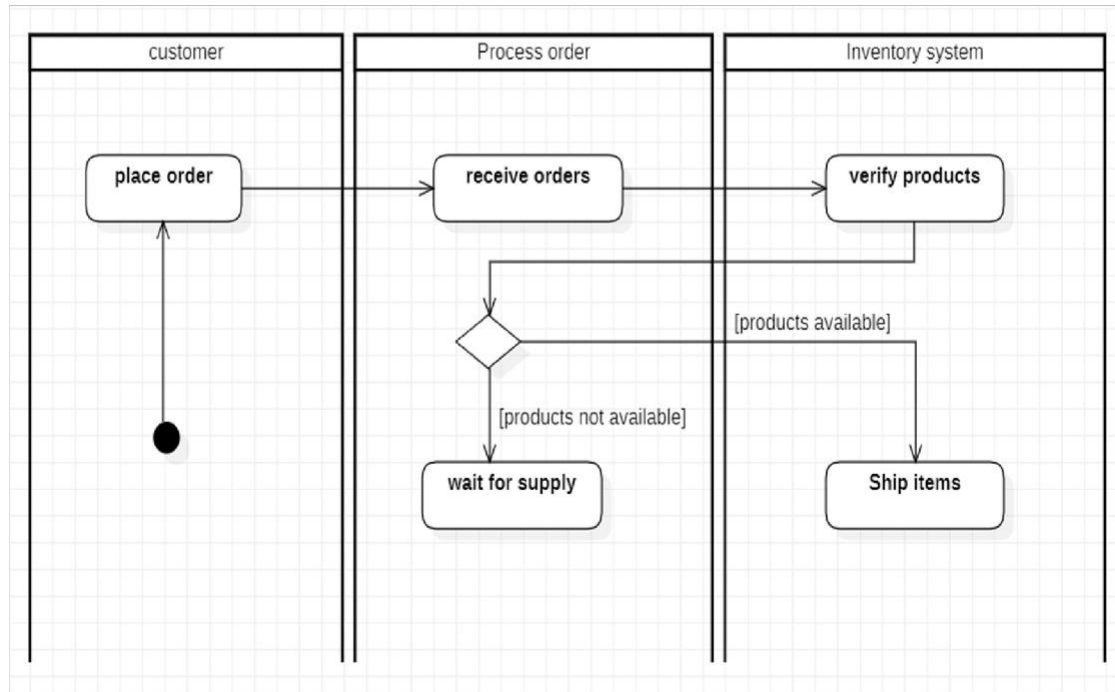 customer
Process order
Inventory system
place order
receive orders
verify products
[products available]
[products not available]
wait for supply
Ship items